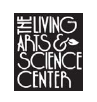 THE LIVING
ARTS &
SCIENCE
CENTER